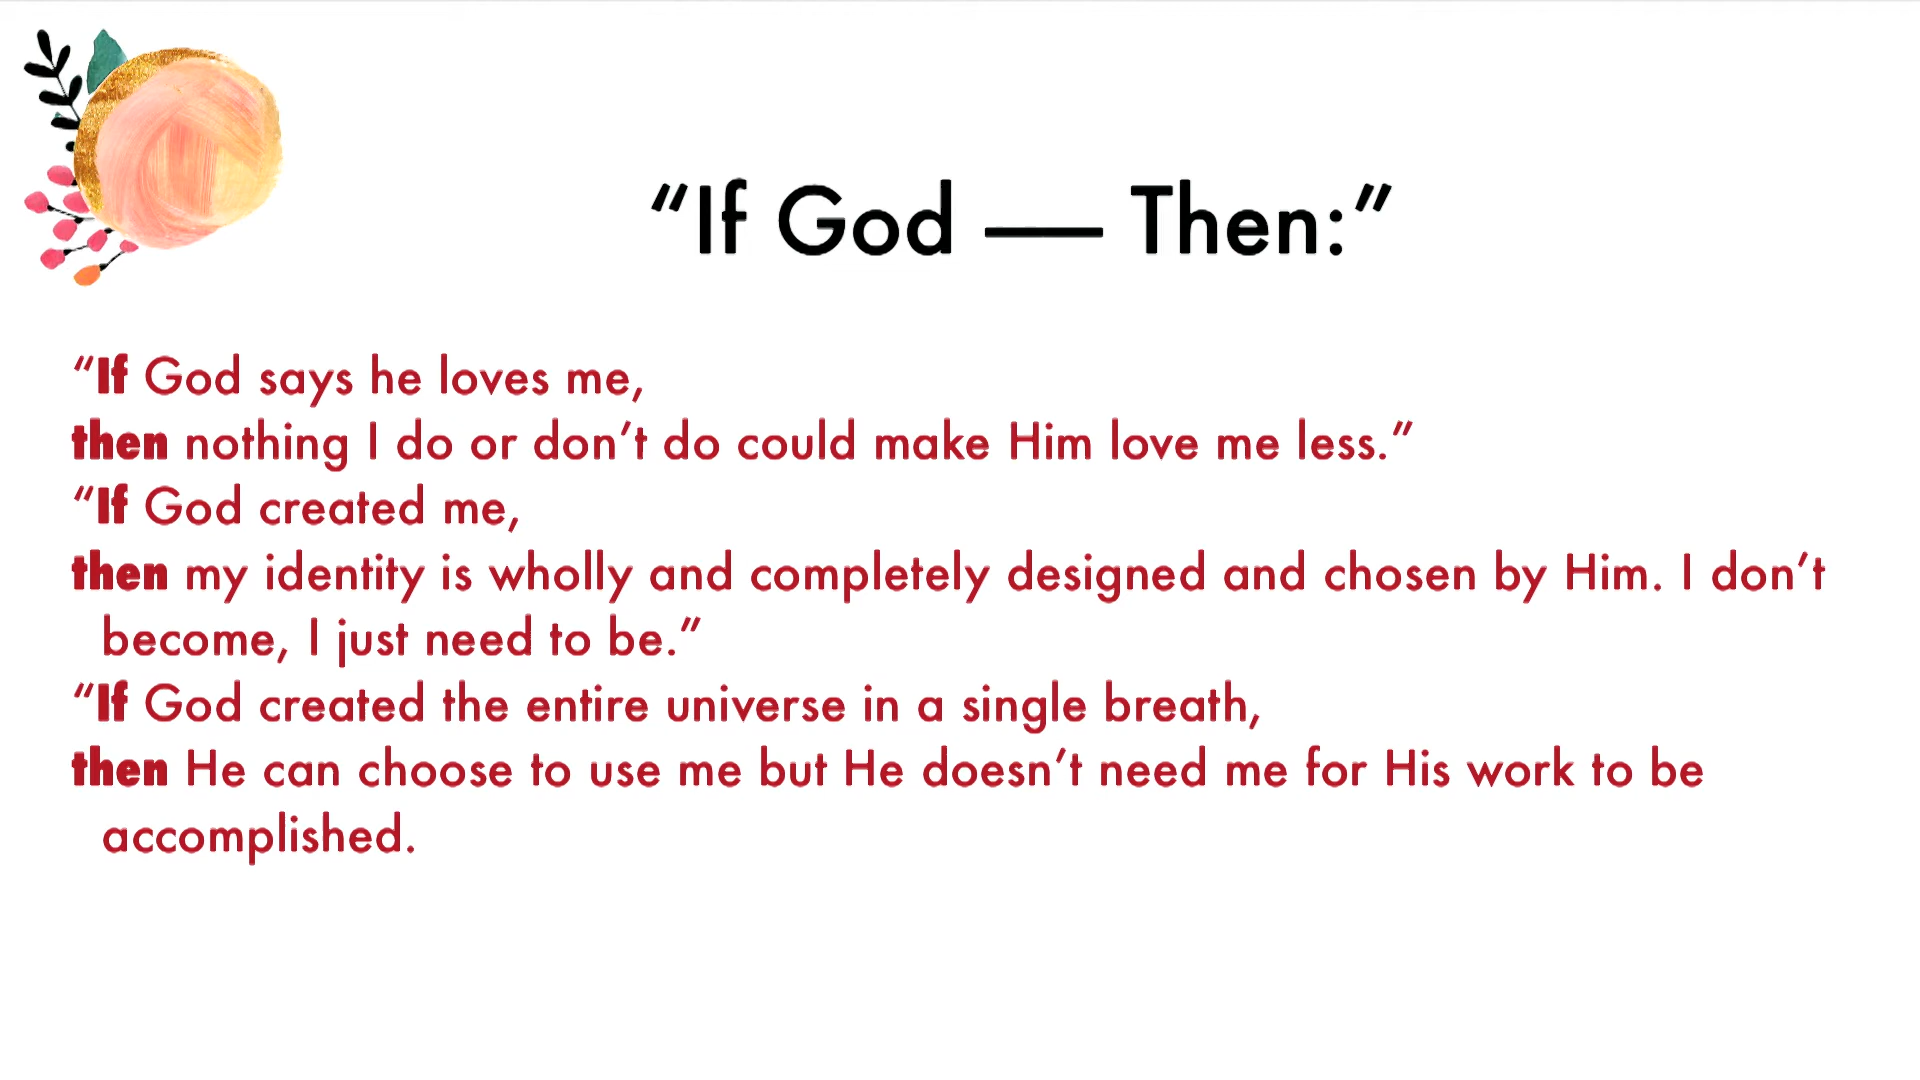 “If God — Then:”
“If God says he loves me,
then nothing I do or don’t do could make Him love me less.”
“If God created me,
then my identity is wholly and completely designed and chosen by Him. I don’t
become, I just need to be.”
“If God created the entire universe in a single breath,
then He can choose to use me but He doesn’t need me for His work to be
accomplished.